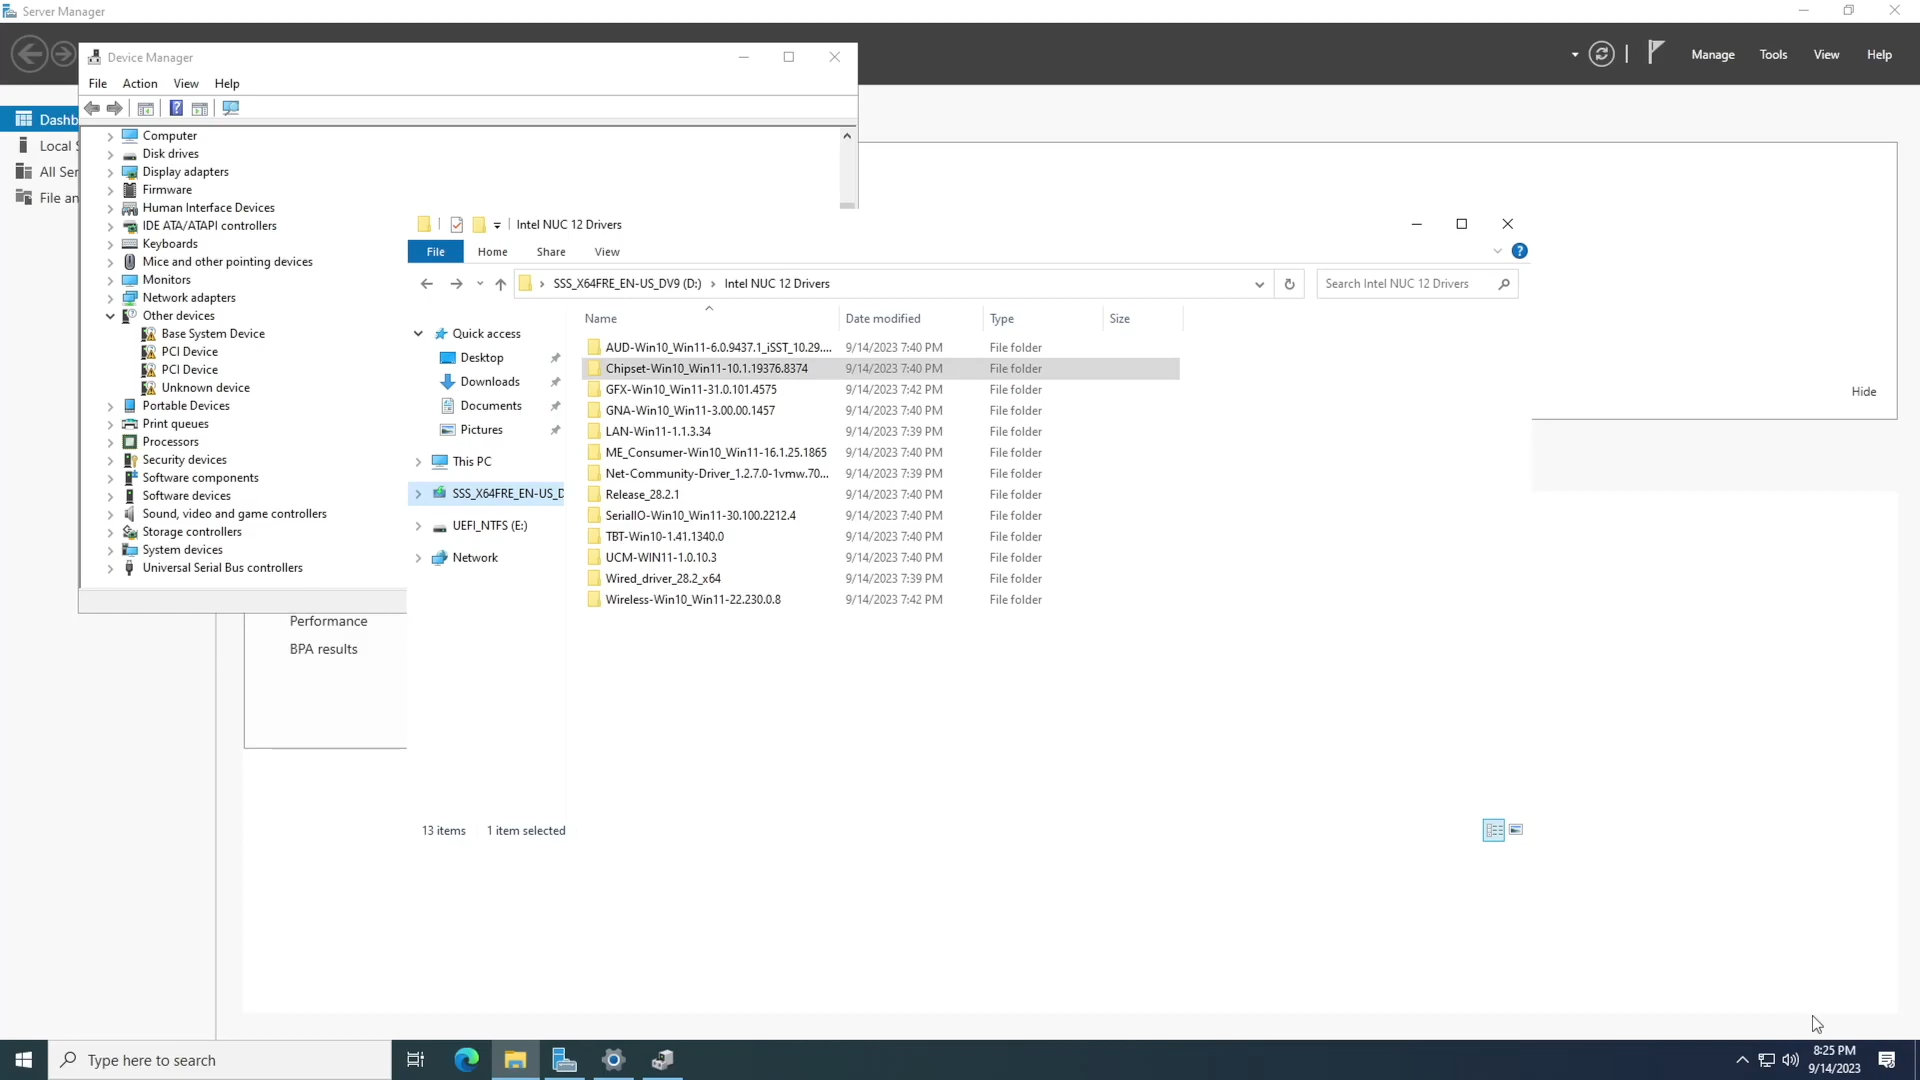 Server Manager
Manage
Tools
View
Help
Dashb
Local S
All Ser
File an
Device Manager
File
Action
View
Help
Computer
Disk drives
Display adapters
Firmware
Human Interface Devices
IDE ATA/ATAPI controllers
Keyboards
Mice and other pointing devices
Monitors
Network adapters
Other devices
Base System Device
PCI Device
PCI Device
Unknown device
Portable Devices
Print queues
Processors
Security devices
Software components
Software devices
Sound, video and game controllers
Storage controllers
System devices
Universal Serial Bus controllers
Performance
BPA results
Hide
Intel NUC 12 Drivers
File
Home
Share
View
SSS_X64FRE_EN-US_DV9 (D:) > Intel NUC 12 Drivers
Search Intel NUC 12 Drivers
Quick access
Desktop
Downloads
Documents
Pictures
This PC
SSS_X64FRE_EN-US_D
UEFI_NTFS (E:)
Network
Name Date modified Type Size
AUD-Win10_Win11-6.0.9437.1_iSST_10.29.... 9/14/2023 7:40 PM File folder
Chipset-Win10_Win11-10.1.19376.8374 9/14/2023 7:40 PM File folder
GFX-Win10_Win11-31.0.101.4575 9/14/2023 7:42 PM File folder
GNA-Win10_Win11-3.00.00.1457 9/14/2023 7:40 PM File folder
LAN-Win11-1.1.3.34 9/14/2023 7:39 PM File folder
ME_Consumer-Win10_Win11-16.1.25.1865 9/14/2023 7:40 PM File folder
Net-Community-Driver_1.2.7.0-1vmw.70... 9/14/2023 7:39 PM File folder
Release_28.2.1 9/14/2023 7:40 PM File folder
SerialIO-Win10_Win11-30.100.2212.4 9/14/2023 7:40 PM File folder
TBT-Win10-1.41.1340.0 9/14/2023 7:40 PM File folder
UCM-WIN11-1.0.10.3 9/14/2023 7:40 PM File folder
Wired_driver_28.2_x64 9/14/2023 7:39 PM File folder
Wireless-Win10_Win11-22.230.0.8 9/14/2023 7:42 PM File folder
13 items 1 item selected
Type here to search
8:25 PM
9/14/2023